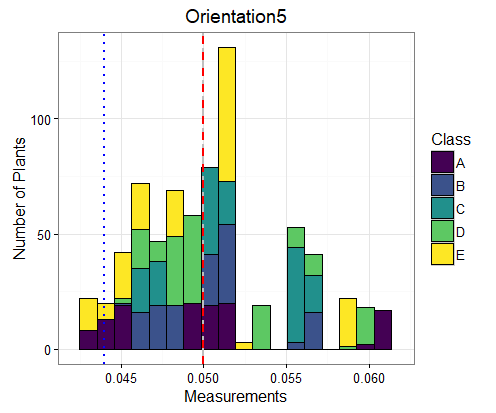 Orientation5
Number of Plants
100
50
0
0.045 0.050 0.055 0.060
Measurements
Class
A
B
C
D
E